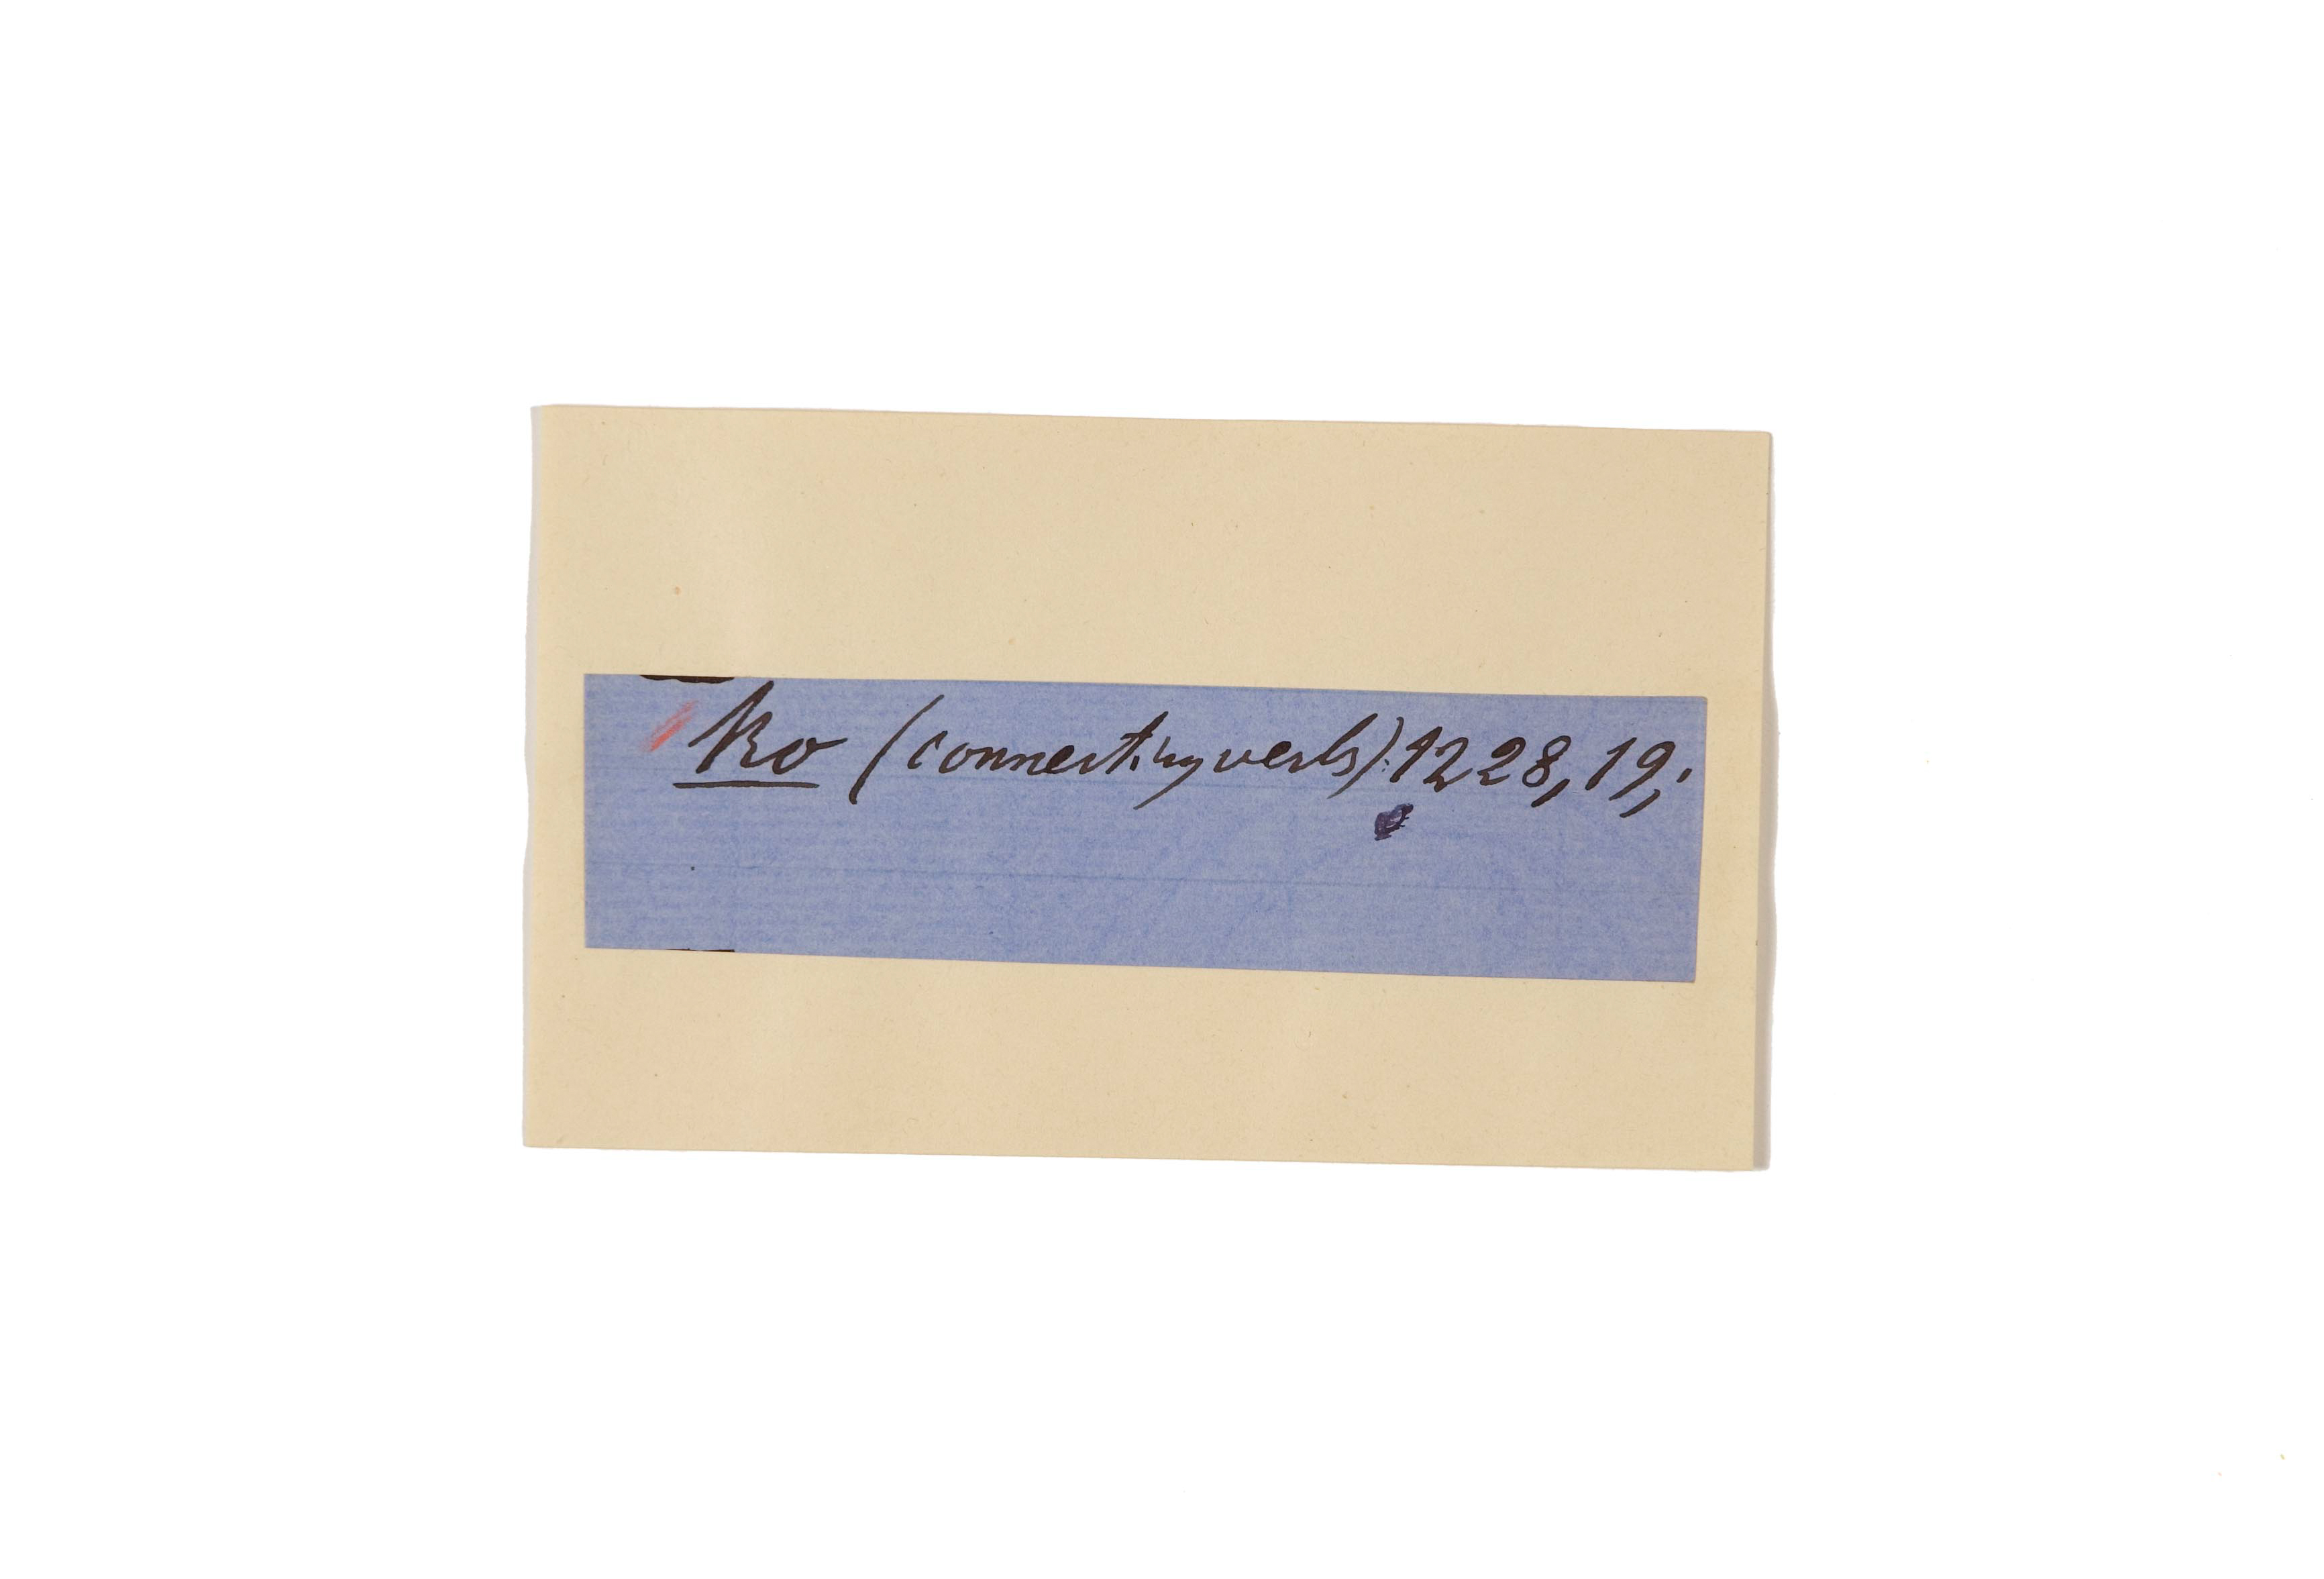 ko (connecting verbs): 1228, 19;